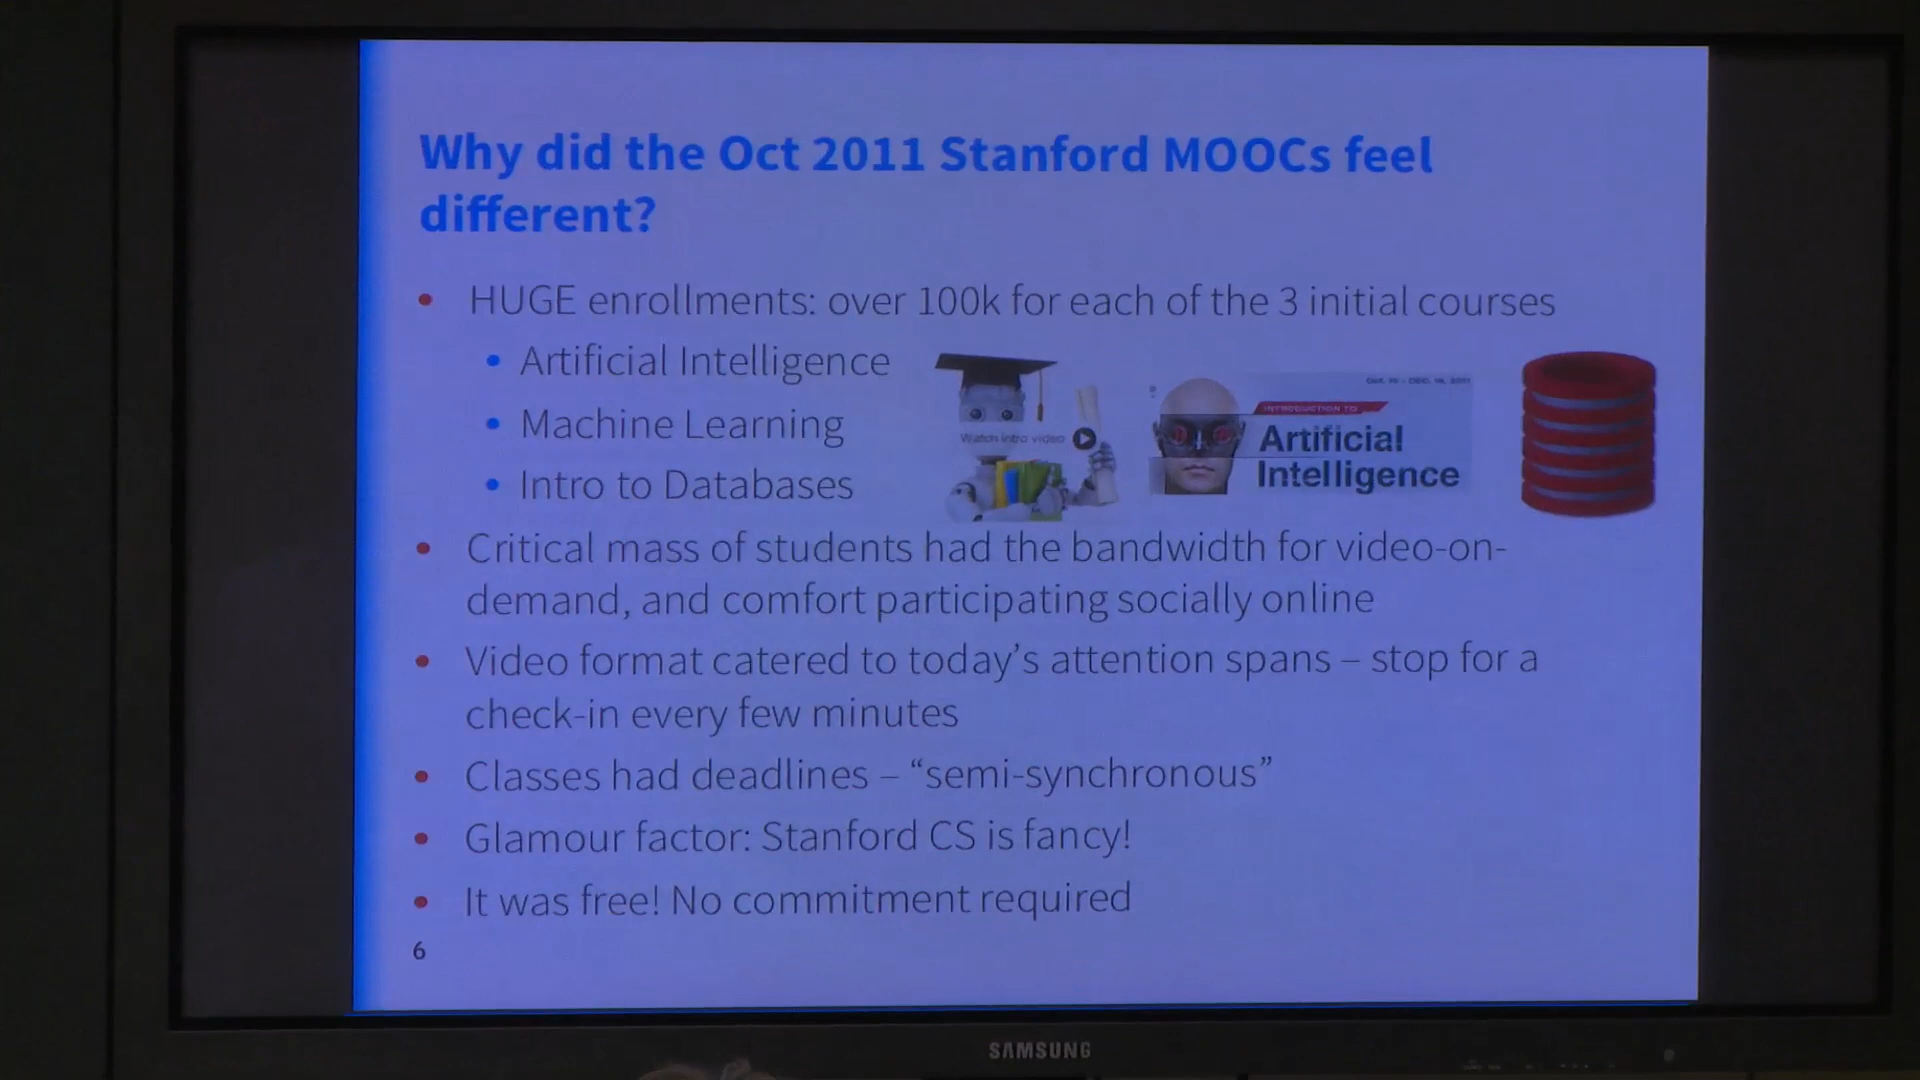 Why did the Oct 2011 Stanford MOOCs feel
different?
• HUGE enrollments: over 100k for each of the 3 initial courses
• Artificial Intelligence
• Machine Learning
• Intro to Databases
Watch intro video
INTRODUCTION TO
Artificial
Intelligence
• Critical mass of students had the bandwidth for video-on-
demand, and comfort participating socially online
• Video format catered to today's attention spans – stop for a
check-in every few minutes
• Classes had deadlines – “semi-synchronous”
• Glamour factor: Stanford CS is fancy!
• It was free! No commitment required
6
SAMSUNG